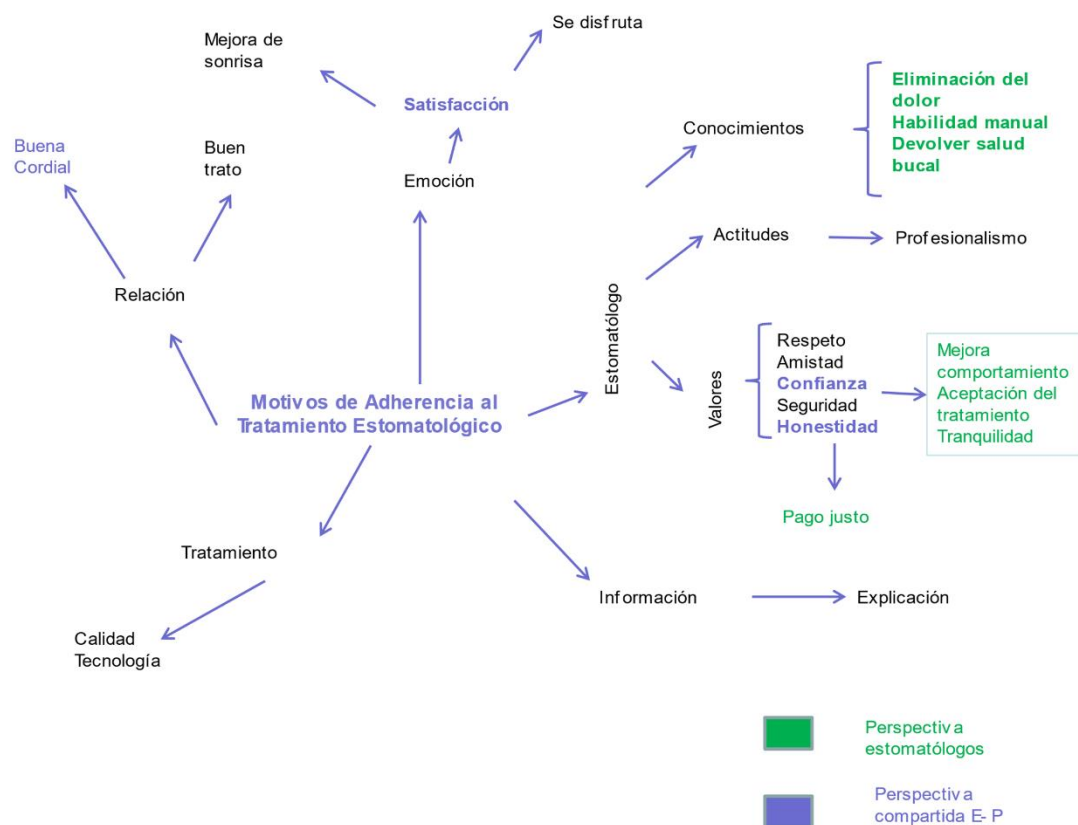 Se disfruta
Mejora de
sonrisa
Satisfacción
Eliminación del
dolor
Habilidad manual
Devolver salud
bucal
Conocimientos
Buena
Cordial
Buen
trato
Emoción
Actitudes
Profesionalismo
Relación
Estomatólogo
Valores
Respeto
Amistad
Confianza
Seguridad
Honestidad
Mejora
comportamiento
Aceptación del
tratamiento
Tranquilidad
Motivos de Adherencia al
Tratamiento Estomatológico
Pago justo
Tratamiento
Información
Explicación
Calidad
Tecnología
Perspectiva
estomatólogos
Perspectiva
compartida E-P